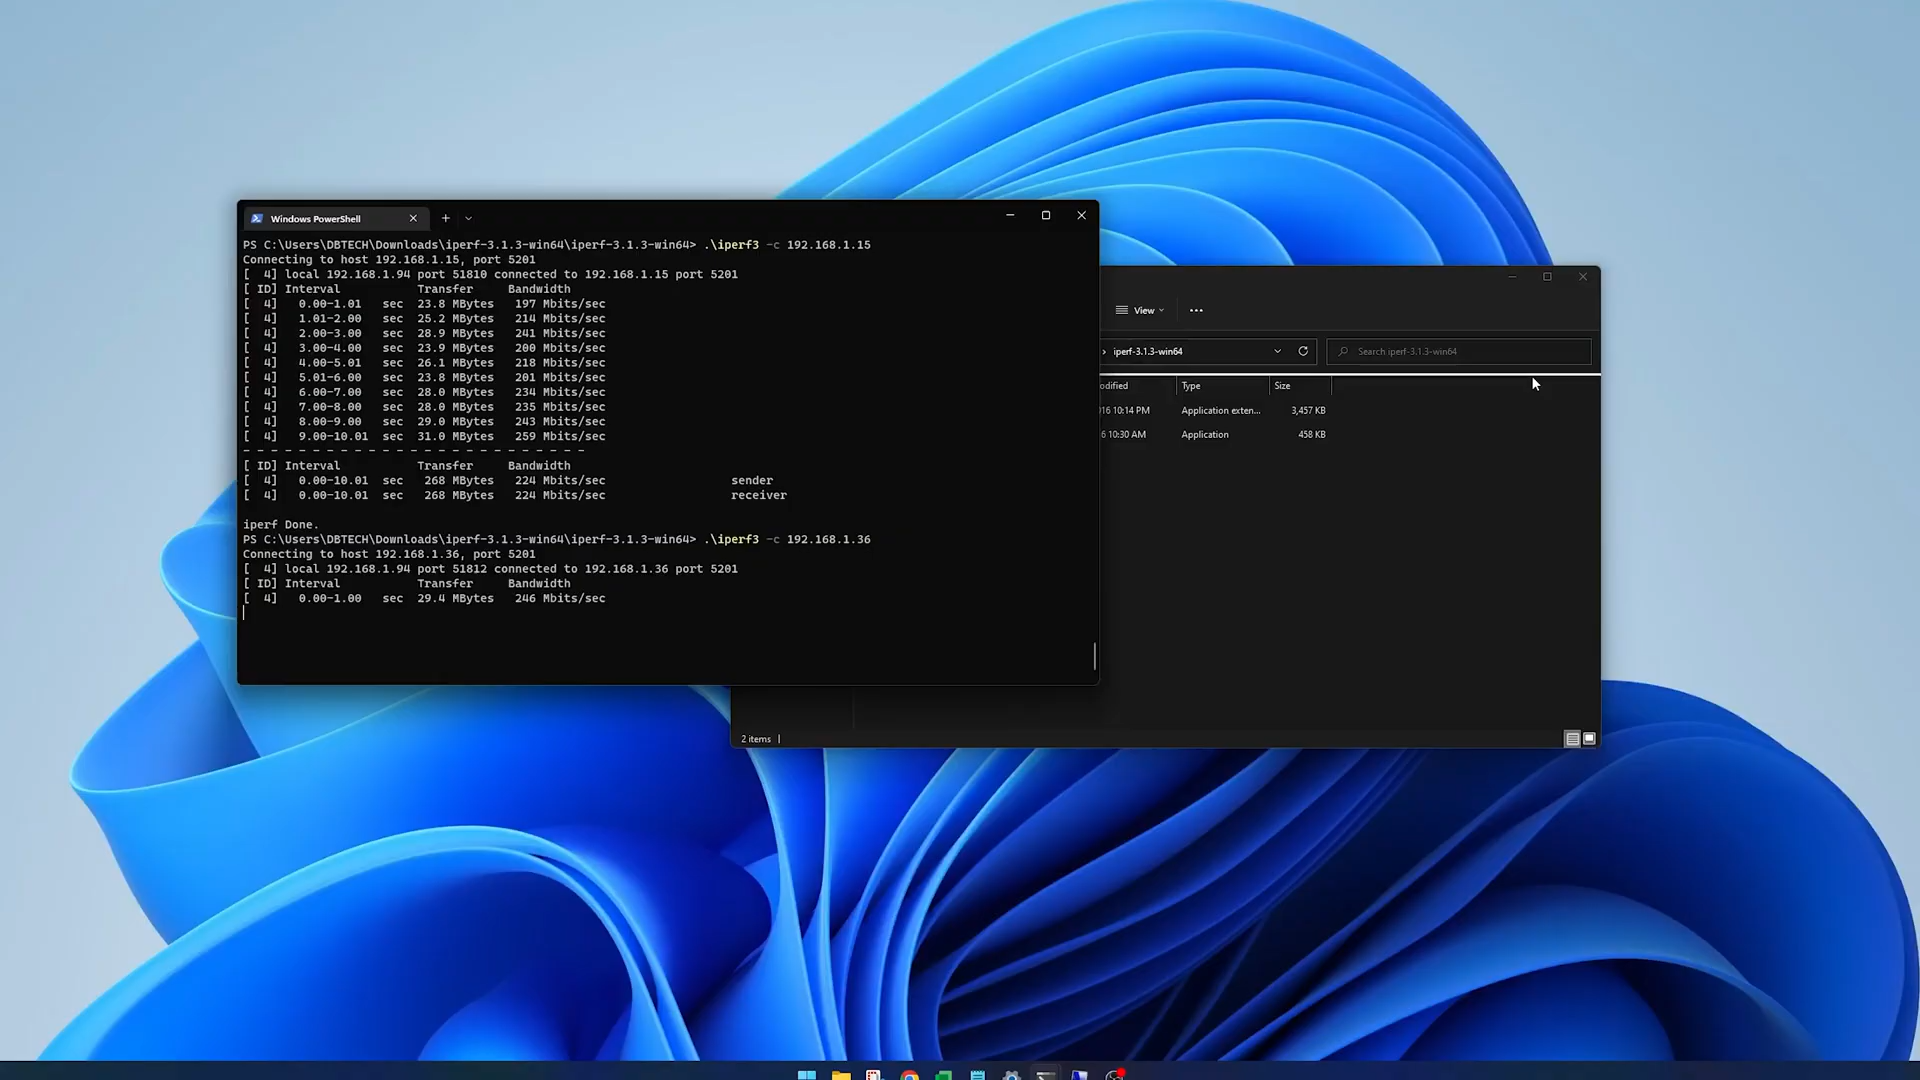 Windows PowerShell
PS C:\Users\DBTECH\Downloads\iperf-3.1.3-win64\iperf-3.1.3-win64> .\iperf3 -c 192.168.1.15
Connecting to host 192.168.1.15, port 5201
[  4] local 192.168.1.94 port 51810 connected to 192.168.1.15 port 5201
[ ID] Interval           Transfer     Bandwidth
[  4]   0.00-1.01   sec  23.8 MBytes   197 Mbits/sec
[  4]   1.01-2.00   sec  25.2 MBytes   214 Mbits/sec
[  4]   2.00-3.00   sec  28.9 MBytes   241 Mbits/sec
[  4]   3.00-4.00   sec  23.9 MBytes   200 Mbits/sec
[  4]   4.00-5.01   sec  26.1 MBytes   218 Mbits/sec
[  4]   5.01-6.00   sec  23.8 MBytes   201 Mbits/sec
[  4]   6.00-7.00   sec  28.0 MBytes   234 Mbits/sec
[  4]   7.00-8.00   sec  28.0 MBytes   235 Mbits/sec
[  4]   8.00-9.00   sec  29.0 MBytes   243 Mbits/sec
[  4]   9.00-10.01  sec  31.0 MBytes   259 Mbits/sec
- - - - - - - - - - - - - - - - - - - - - - - - -
[ ID] Interval           Transfer     Bandwidth
[  4]   0.00-10.01  sec   268 MBytes   224 Mbits/sec                  sender
[  4]   0.00-10.01  sec   268 MBytes   224 Mbits/sec                  receiver
iperf Done.
PS C:\Users\DBTECH\Downloads\iperf-3.1.3-win64\iperf-3.1.3-win64> .\iperf3 -c 192.168.1.36
Connecting to host 192.168.1.36, port 5201
[  4] local 192.168.1.94 port 51812 connected to 192.168.1.36 port 5201
[ ID] Interval           Transfer     Bandwidth
[  4]   0.00-1.00   sec  29.4 MBytes   246 Mbits/sec
View
iperf-3.1.3-win64
Search iperf-3.1.3-win64
odified Type Size
16 10:14 PM Application exten... 3,457 KB
6 10:30 AM Application 458 KB
2 items